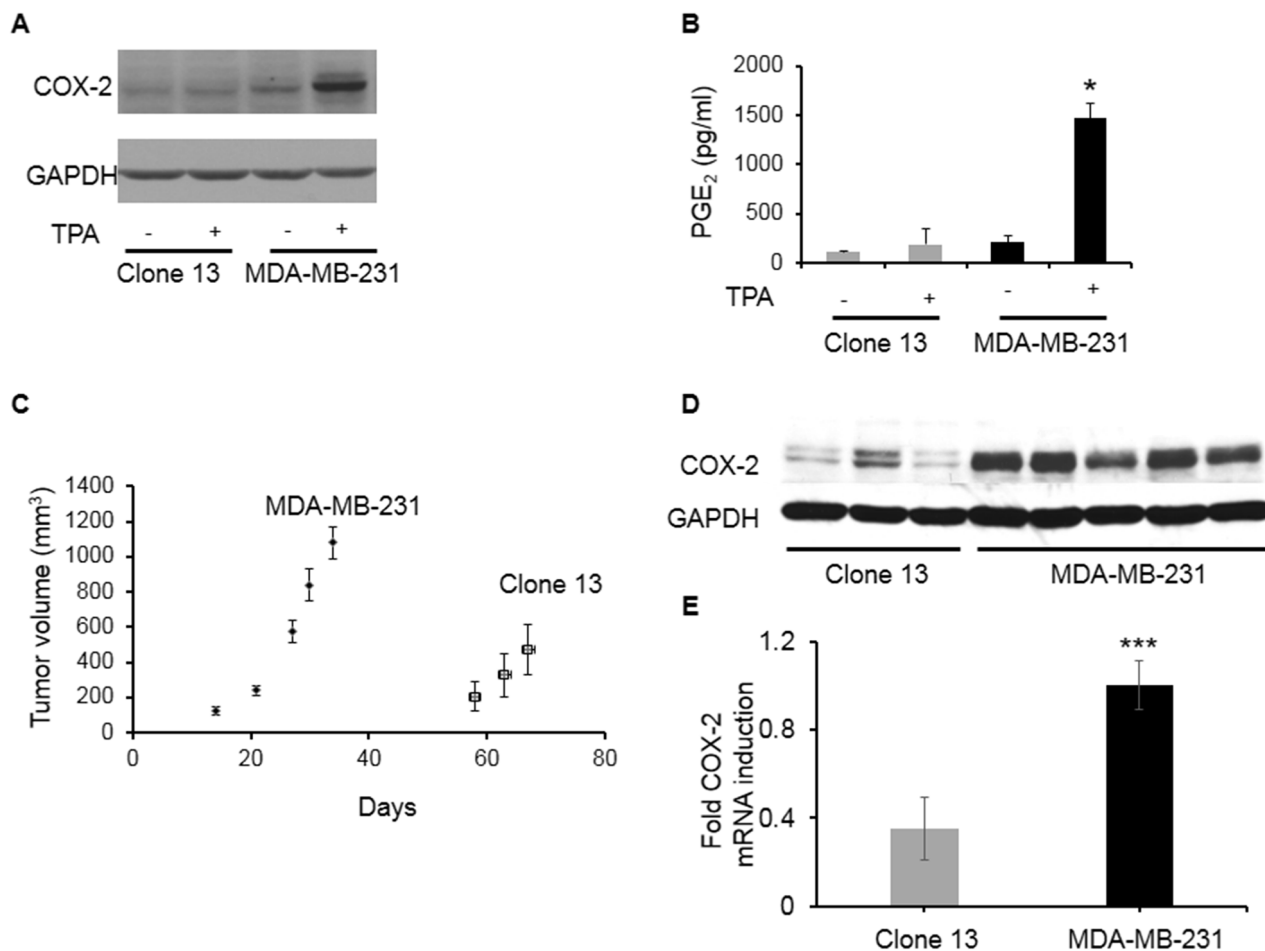 A
COX-2
GAPDH
TPA - + - +
Clone 13 MDA-MB-231
B
PGE₂ (pg/ml)
2000
1500
1000
500
0
*
TPA - + - +
Clone 13 MDA-MB-231
C
Tumor volume (mm³)
1400
1200
1000
800
600
400
200
0
MDA-MB-231
Clone 13
0 20 40 60 80
Days
D
COX-2
GAPDH
Clone 13 MDA-MB-231
E
Fold COX-2
mRNA induction
1.2
0.8
0.4
0
***
Clone 13 MDA-MB-231